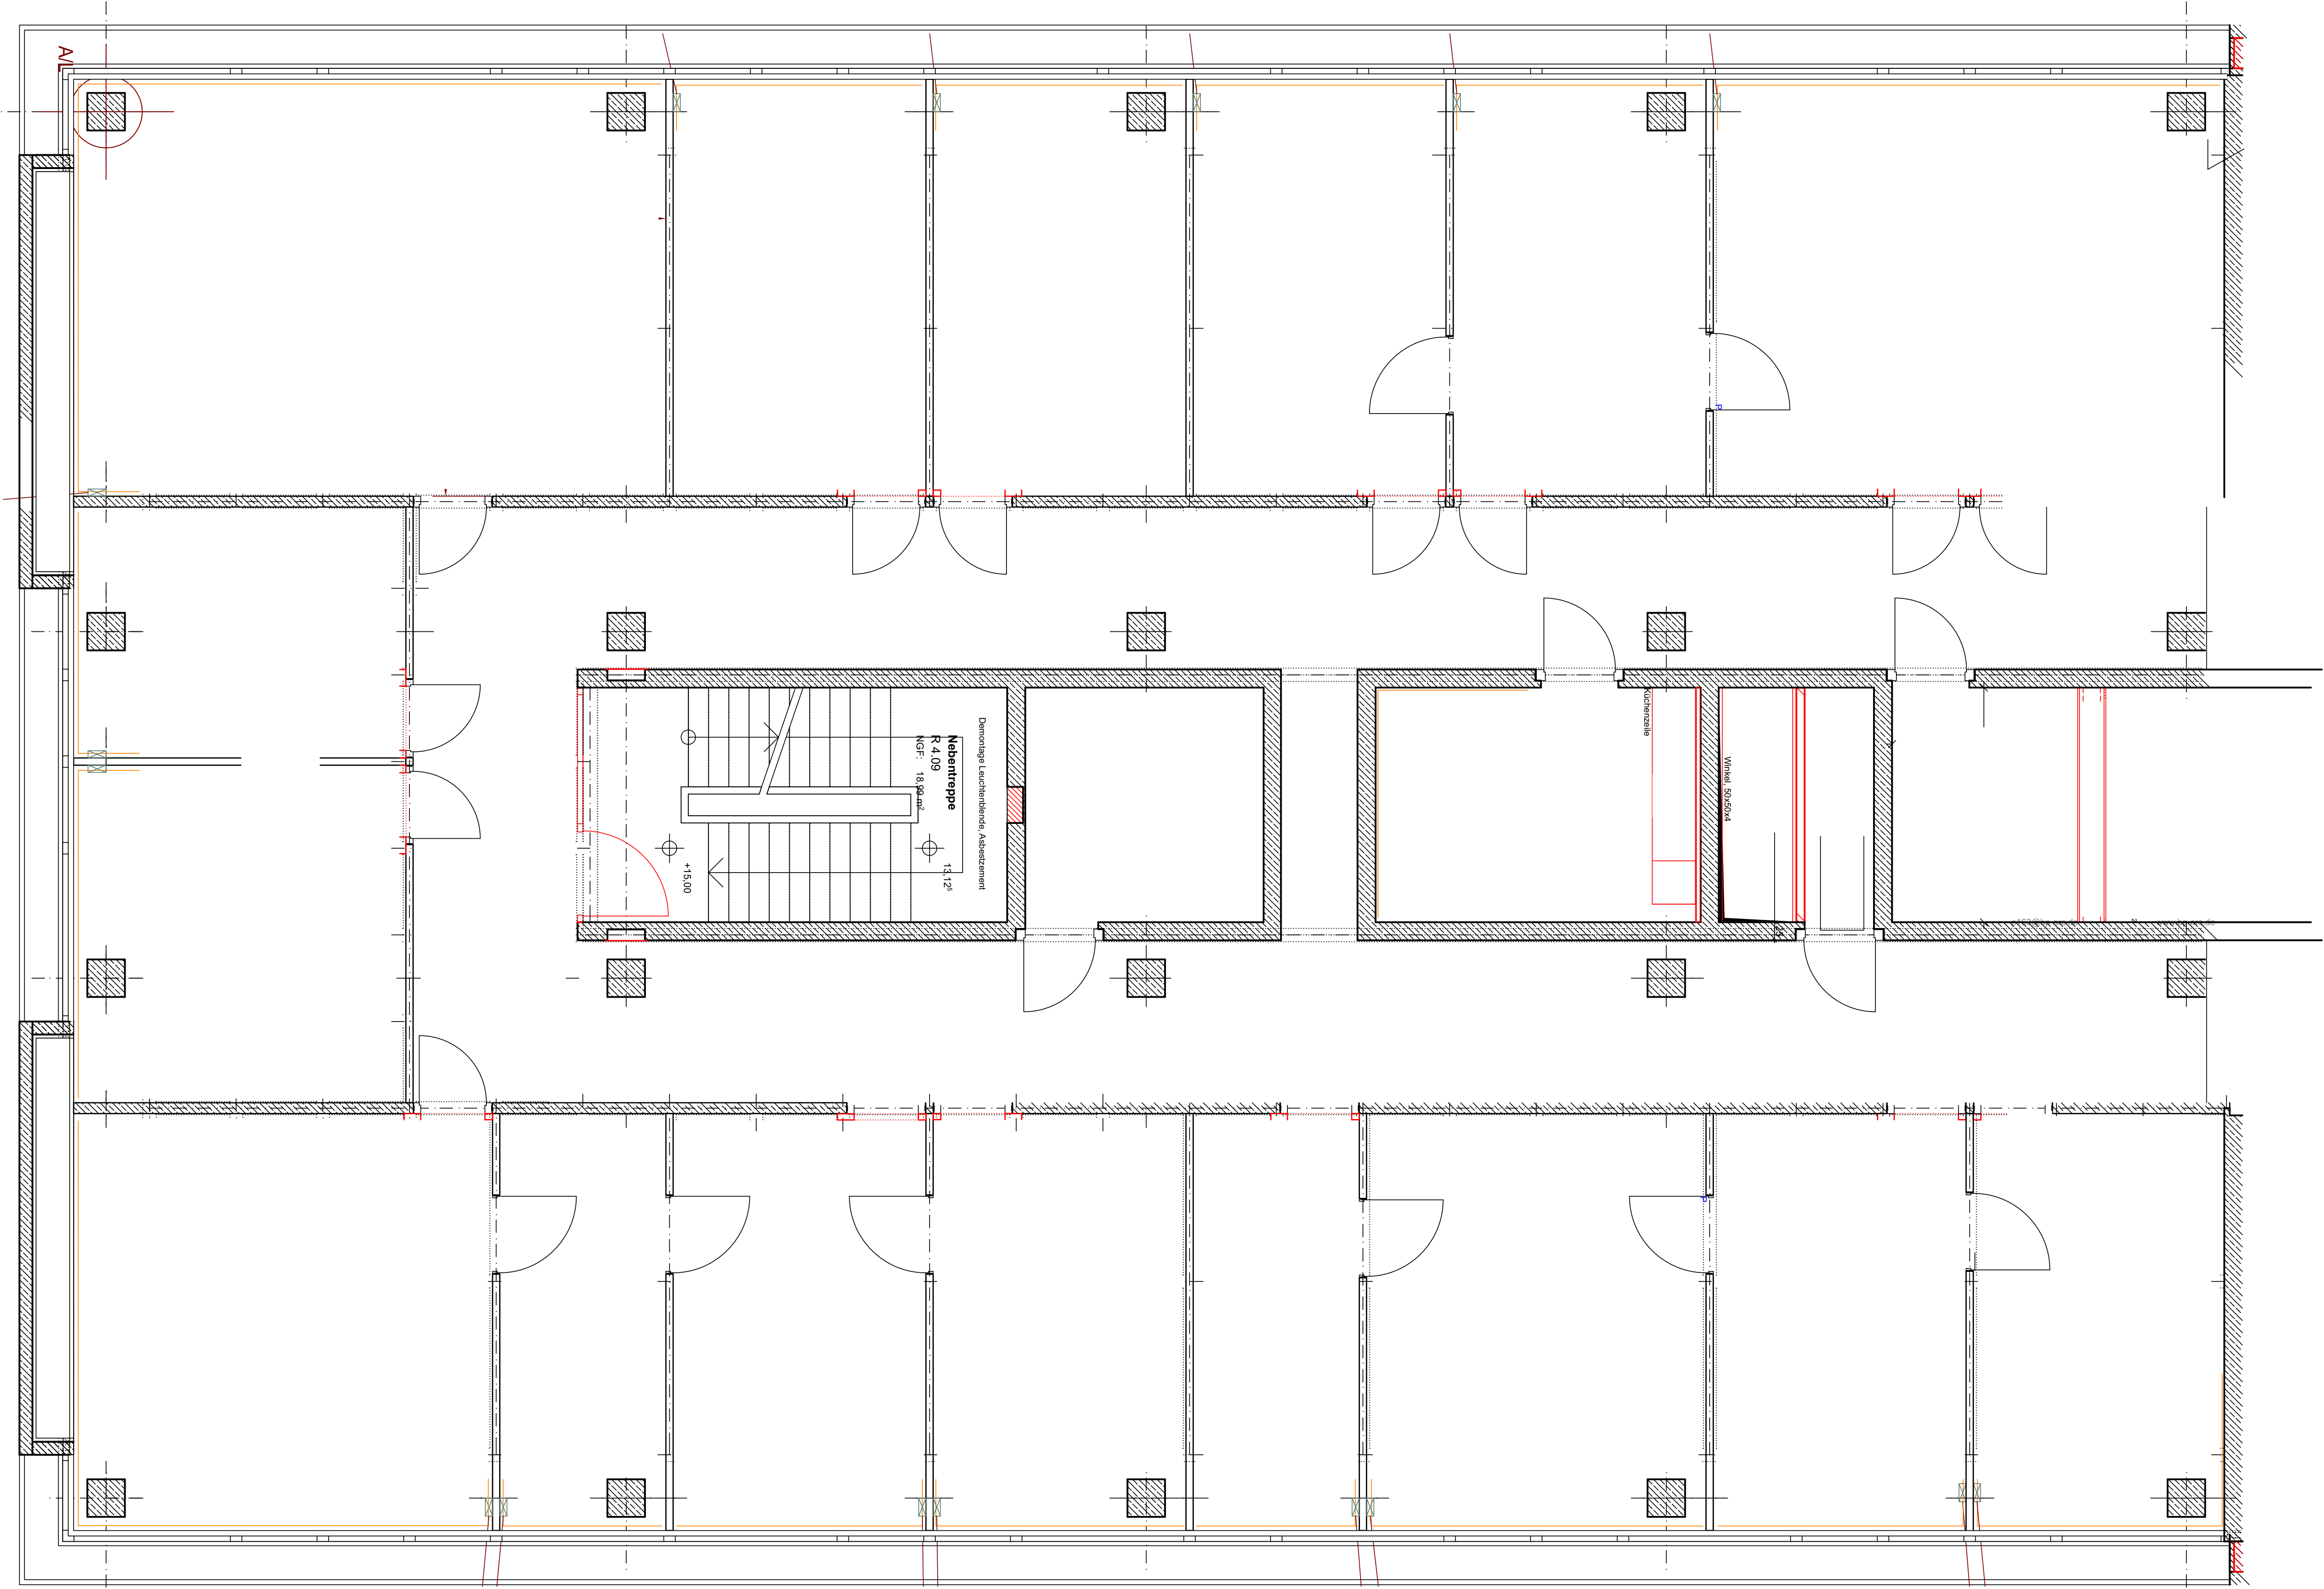 A/I
Demontage Leuchtenblende, Asbestzement
Nebentreppe
R 4.09
NGF: 18,99 m²
13,12⁵
+15,00
Küchenzeile
Winkel. 50x50x4